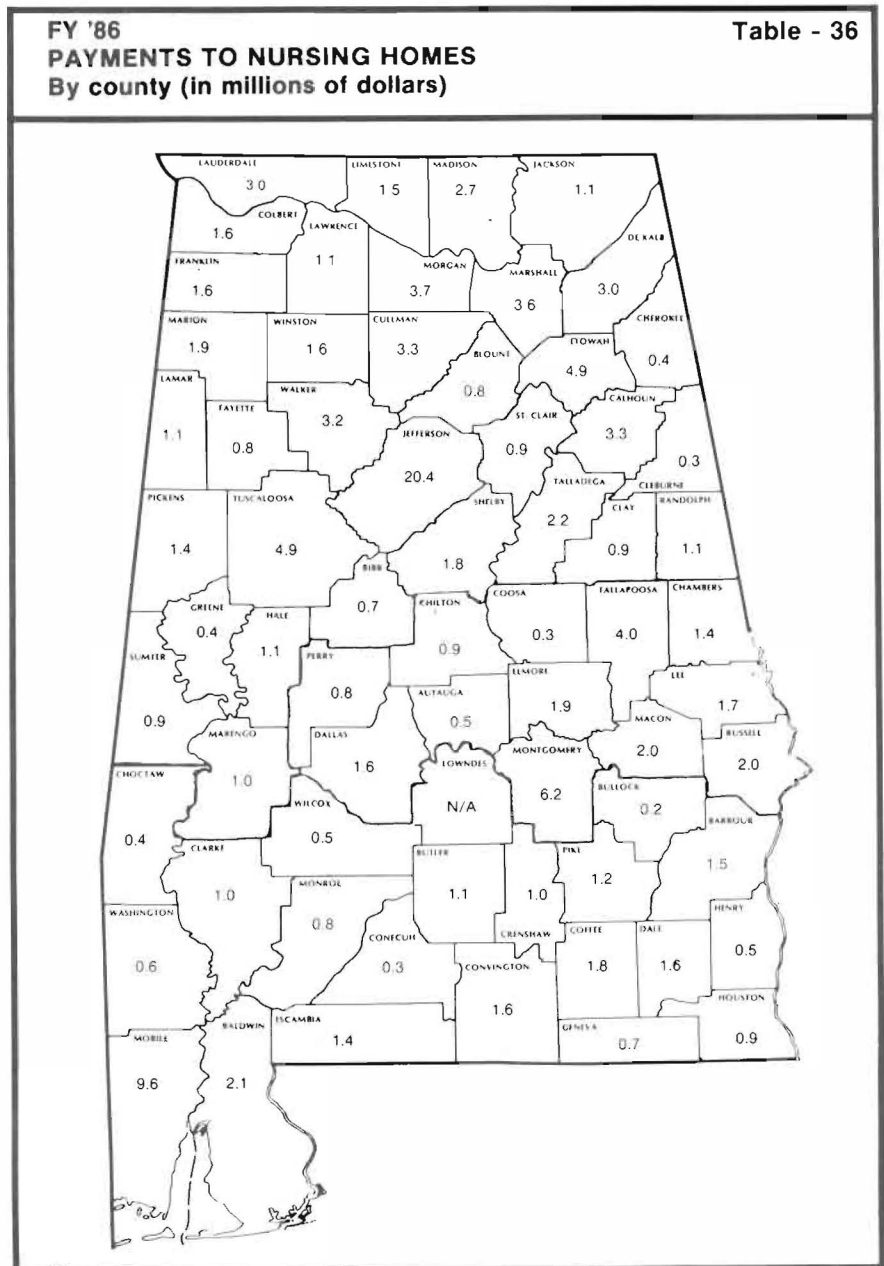 FY '86
Table - 36
PAYMENTS TO NURSING HOMES
By county (in millions of dollars)
LAUDERDALE
3.0
LIMESTONE
1 5
MADISON
2.7
JACKSON
1.1
COLBERT
1.6
LAWRENCE
1 1
DE KALB
3.0
FRANKLIN
1.6
MORGAN
3.7
MARSHALL
3 6
CHEROKEE
0.4
MARION
1.9
WINSTON
1 6
CULLMAN
3.3
BLOUNT
0.8
ETOWAH
4.9
LAMAR
1.1
FAYETTE
0.8
WALKER
3.2
JEFFERSON
20.4
ST. CLAIR
0.9
CALHOUN
3.3
0.3
CLEBURNE
PICKENS
1.4
TUSCALOOSA
4.9
SHELBY
1.8
TALLADEGA
2.2
CLAY
0.9
RANDOLPH
1.1
BIBB
0.7
GREENE
0.4
HALE
1.1
CHILTON
0.9
COOSA
0.3
TALLAPOOSA
4.0
CHAMBERS
1.4
SUMTER
0.9
PERRY
0.8
AUTAUGA
0.5
ELMORE
1.9
LEE
1.7
MARENGO
1.0
DALLAS
1.6
LOWNDES
N/A
MONTGOMERY
6.2
MACON
2.0
RUSSELL
2.0
CHOCTAW
0.4
WILCOX
0.5
BULLOCK
0.2
BARBOUR
1.5
CLARKE
1.0
MONROE
0.8
BUTLER
1.1
1.0
CRENSHAW
PIKE
1.2
WASHINGTON
0.6
CONECUH
0.3
CONVINGTON
1.6
COFFEE
1.8
DALE
1.6
HENRY
0.5
MOBILE
9.6
BALDWIN
2.1
ESCAMBIA
1.4
GENEVA
0.7
HOUSTON
0.9